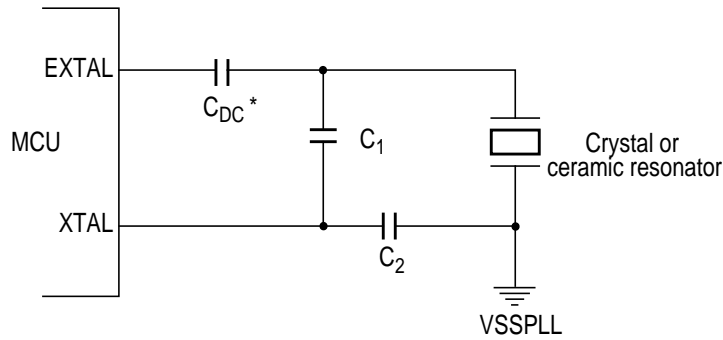 EXTAL
C_DC *
MCU
C_1
Crystal or
ceramic resonator
XTAL
C_2
VSSPLL